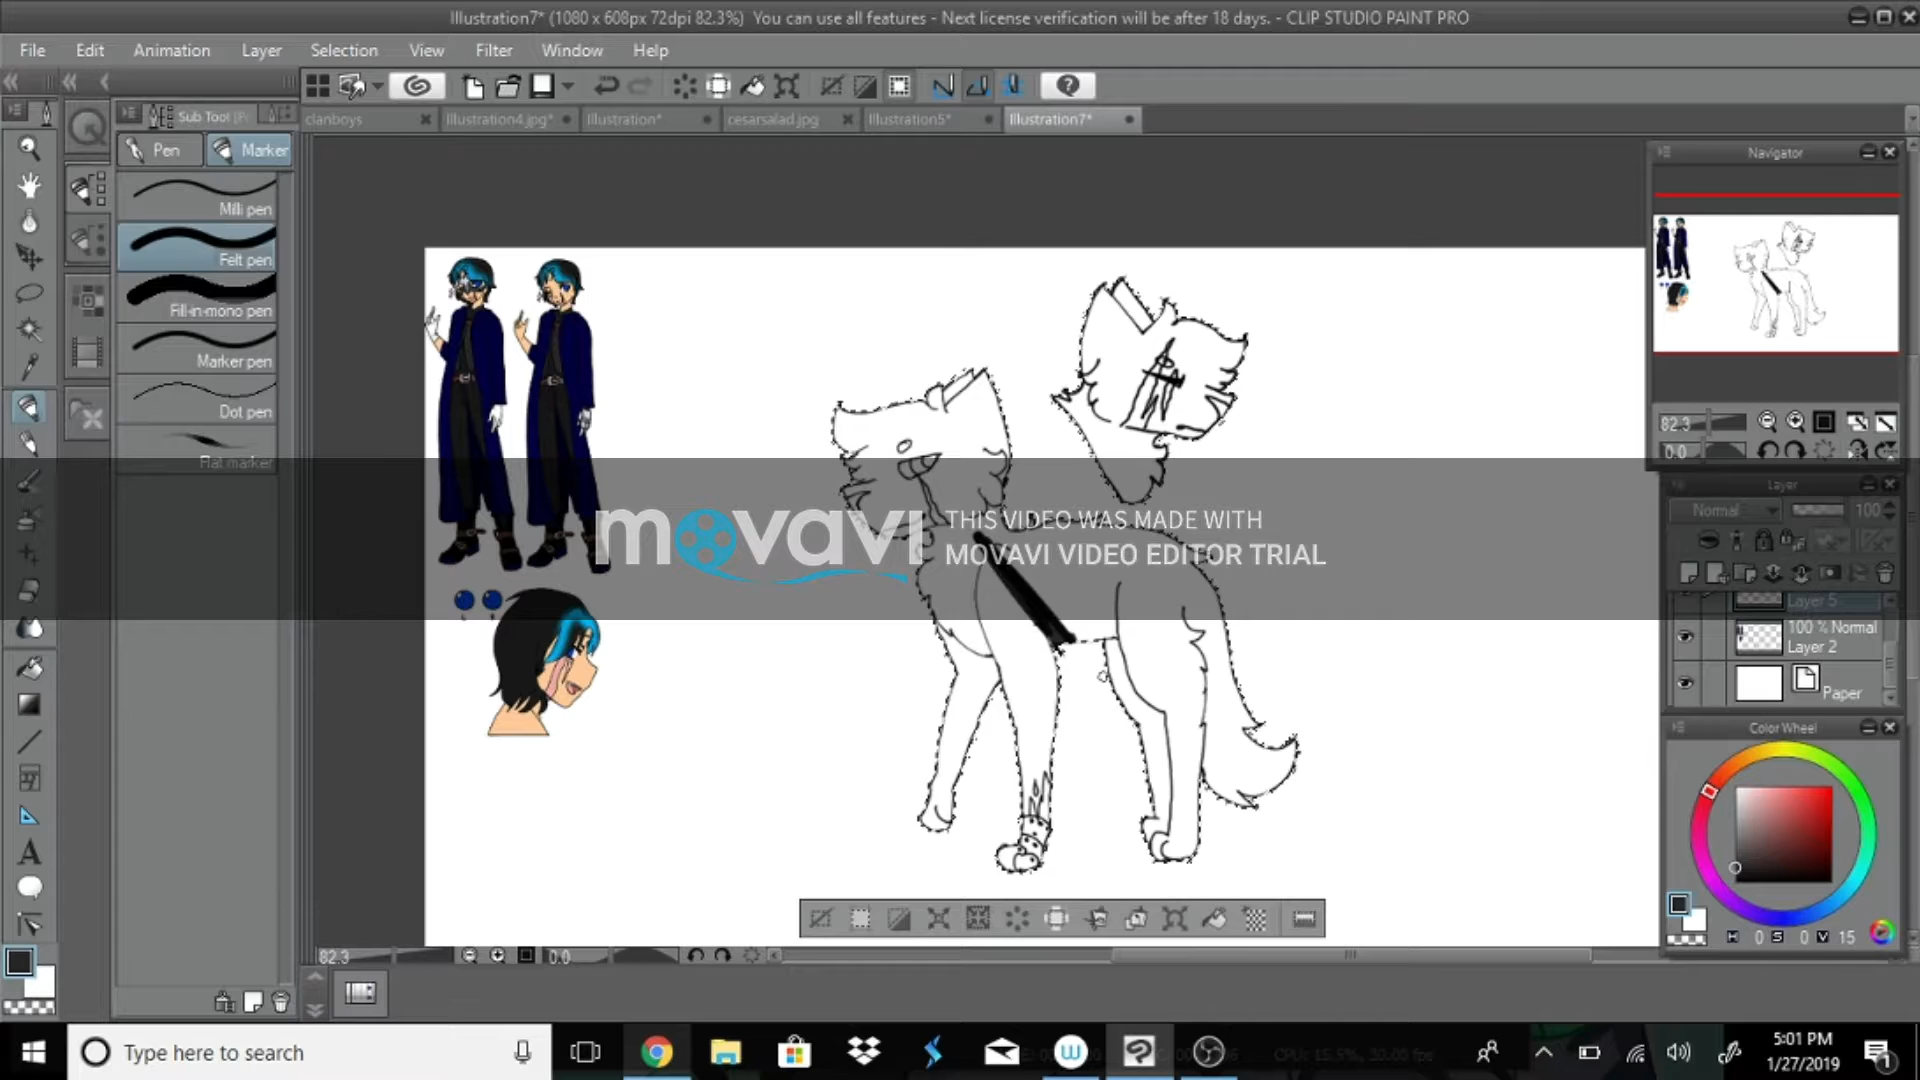 Illustration7* (1080 x 608px 72dpi 82.3%) You can use all features - Next license verification will be after 18 days. - CLIP STUDIO PAINT PRO
File Edit Animation Layer Selection View Filter Window Help
clanboys Illustration4.jpg* Illustration* cesarsalad.jpg Illustration5* Illustration7*
Sub Tool
Pen Marker
Milli pen
Felt pen
Fill-in-mono pen
Marker pen
Dot pen
Flat marker
Navigator
82.3
0.0
Layer
Normal 100
Layer 5
100 % Normal
Layer 2
Paper
Color Wheel
H 0 S 0 V 15
movavi
THIS VIDEO WAS MADE WITH
MOVAVI VIDEO EDITOR TRIAL
82.3 0.0
Type here to search
5:01 PM
1/27/2019
1